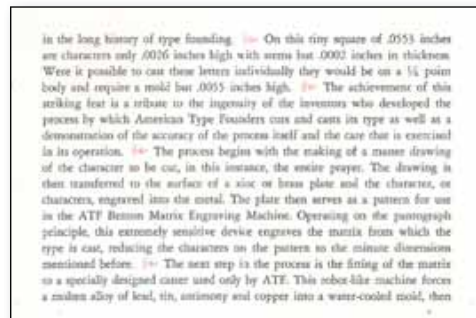 in the long history of type founding. On this tiny square of .0553 inches
are characters only .0026 inches high with stems but .0002 inches in thickness.
Were it possible to cast these letters individually they would be on a point
body and require a mold but .0055 inches high. The achievement of this
striking feat is a tribute to the ingenuity of the inventors who developed the
process by which American Type Founders cuts and casts its type as well as a
demonstration of the accuracy of the process itself and the care that is exercised
in its operation. The process begins with the making of a master drawing
of the character to be cut, in this instance, the entire prayer. The drawing is
then transferred to the surface of a zinc or brass plate and the character, or
characters, engraved into the metal. The plate then serves as a pattern for use
in the ATF Benton Matrix Engraving Machine. Operating on the pantograph
principle, this extremely sensitive device engraves the matrix from which the
type is cast, reducing the characters on the pattern to the minute dimensions
mentioned before. The next step in the process is the fitting of the matrix
to a specially designed caster used only by ATF. This robot-like machine forces
a molten alloy of lead, tin, antimony and copper into a water-cooled mold, then